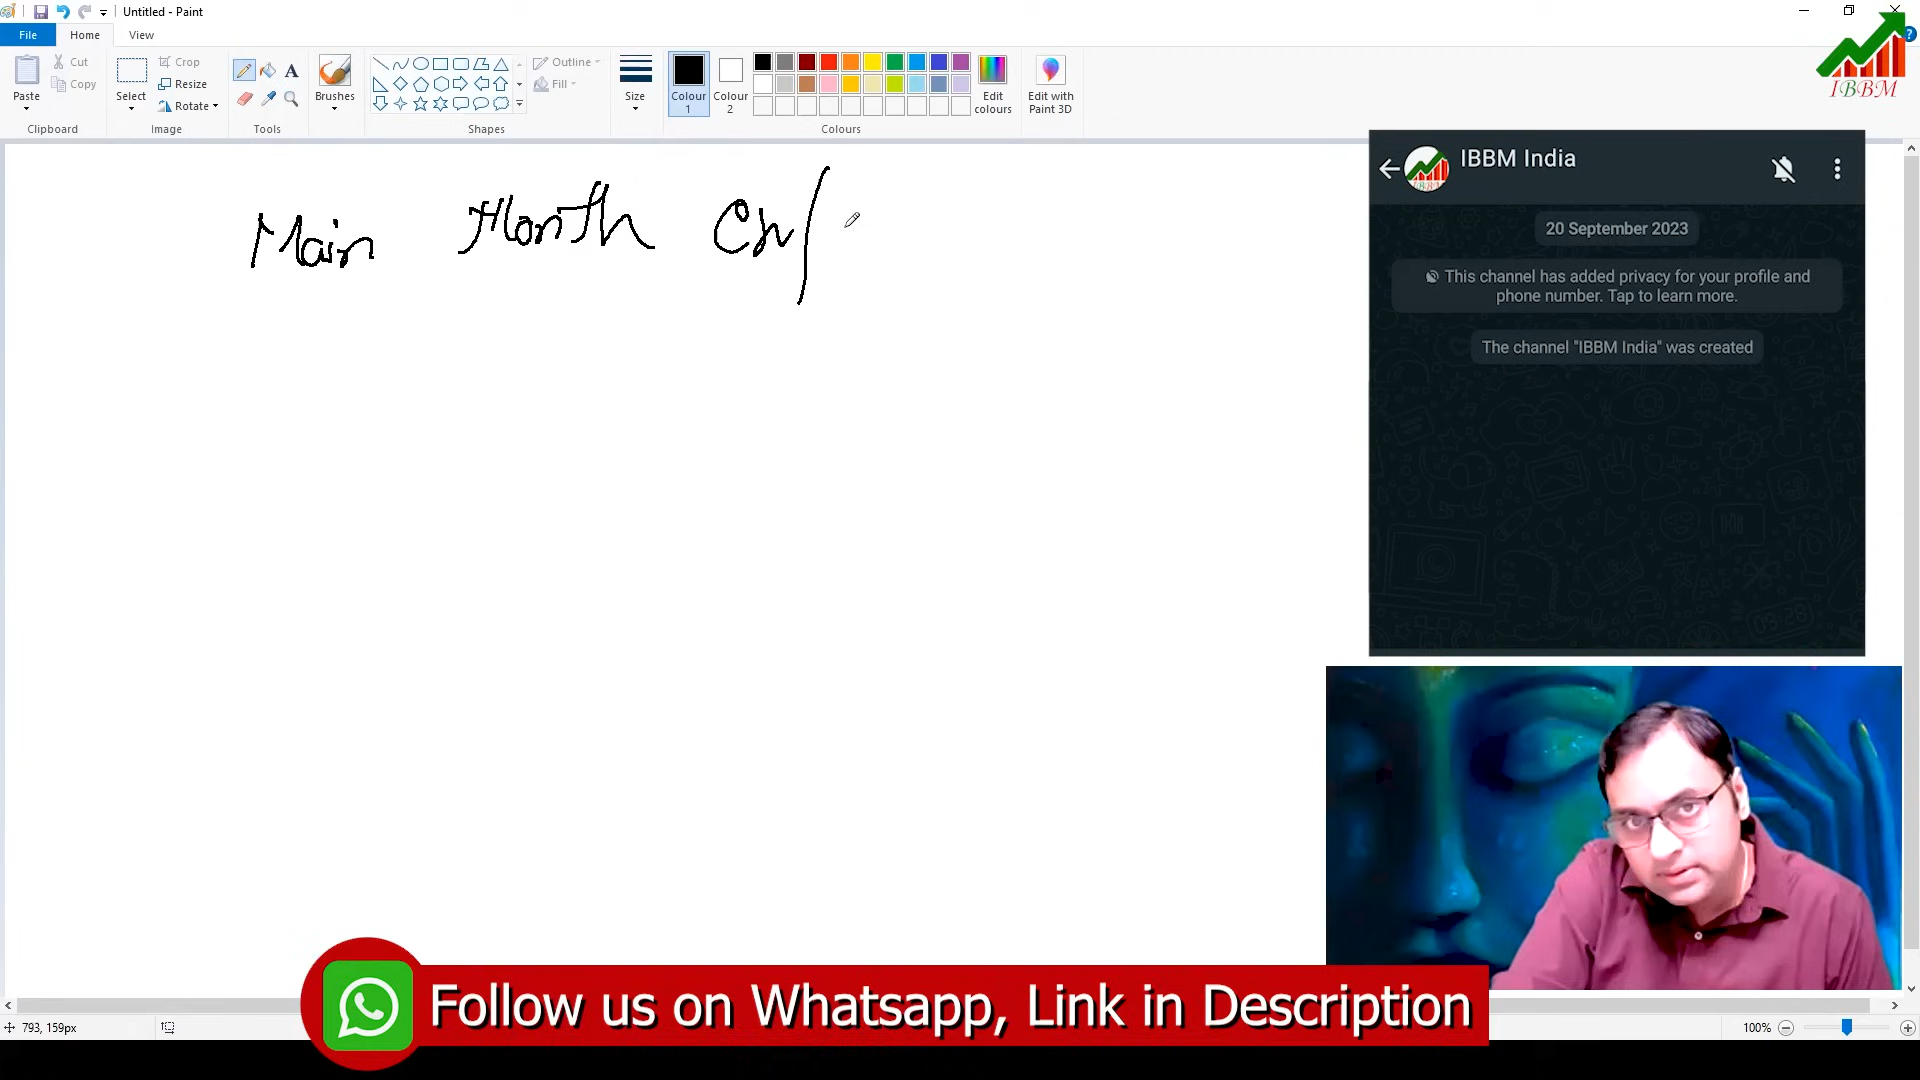 Untitled - Paint
File Home View
Paste
Cut
Copy
Clipboard
Select
Crop
Resize
Rotate
Image
Tools
Brushes
Shapes
Outline
Fill
Size
Colour 1
Colour 2
Colours
Edit colours
Edit with Paint 3D
IBBM
Main Month
IBBM India
20 September 2023
This channel has added privacy for your profile and
phone number. Tap to learn more.
The channel "IBBM India" was created
Follow us on Whatsapp, Link in Description
793, 159px
100%